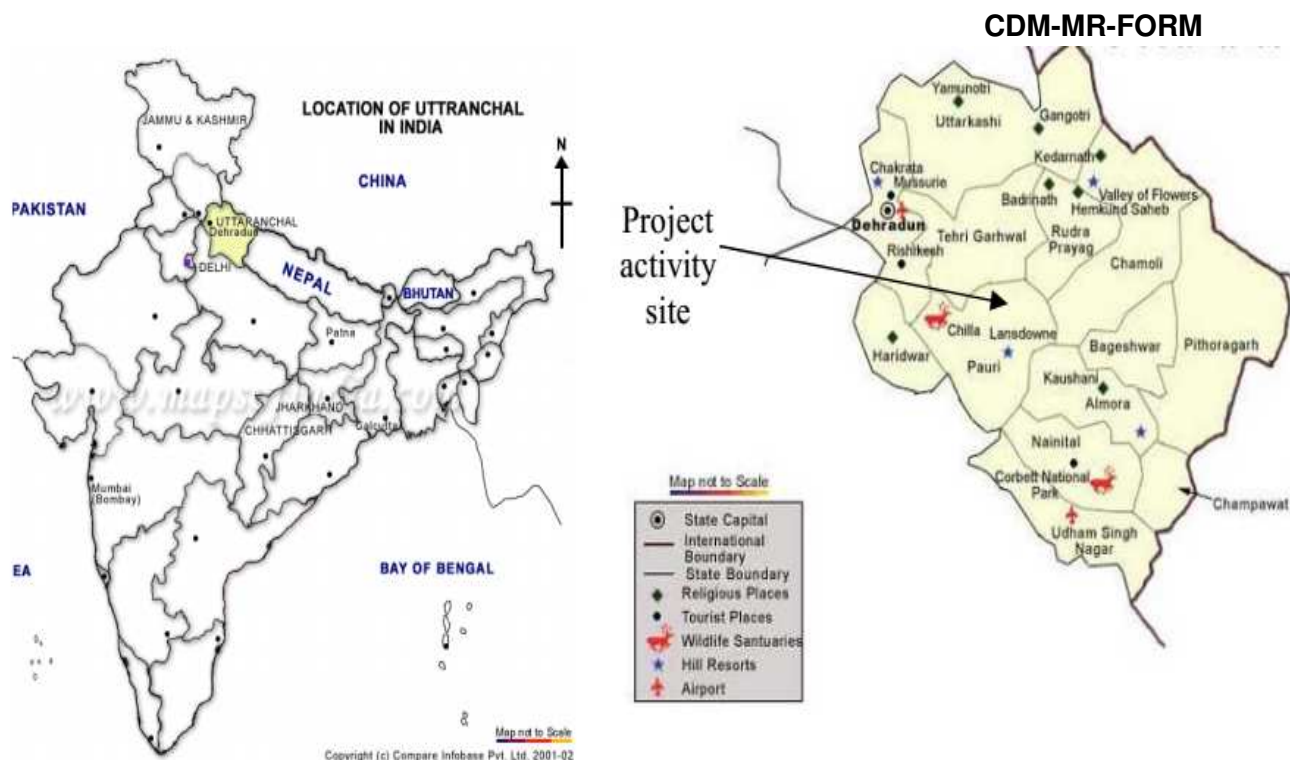 CDM-MR-FORM
LOCATION OF UTTRANCHAL
IN INDIA
N
JAMMU & KASHMIR
CHINA
PAKISTAN
UTTARANCHAL
Dehradun
DELHI
NEPAL
BHUTAN
Patna
www.maps
JHARKHAND
CHHATTISGARH
Calcutta
Mumbai
(Bombay)
EA
BAY OF BENGAL
Map not to Scale
Copyright (c) Compare Infobase Pvt. Ltd. 2001-02
Project
activity
site
Yamunotri
Uttarkashi
Gangotri
Kedarnath
Chakrata
Mussurie
Badrinath
Valley of Flowers
Hemkund Saheb
Dehradun
Tehri Garhwal
Rudra
Prayag
Rishikesh
Chamoli
Chilla
Lansdowne
Haridwar
Pauri
Bageshwar
Pithoragarh
Kaushani
Almora
Nainital
Corbett National
Park
Champawat
Udham Singh
Nagar
Map not to Scale
State Capital
International
Boundary
State Boundary
Religious Places
Tourist Places
Wildlife Santuaries
Hill Resorts
Airport